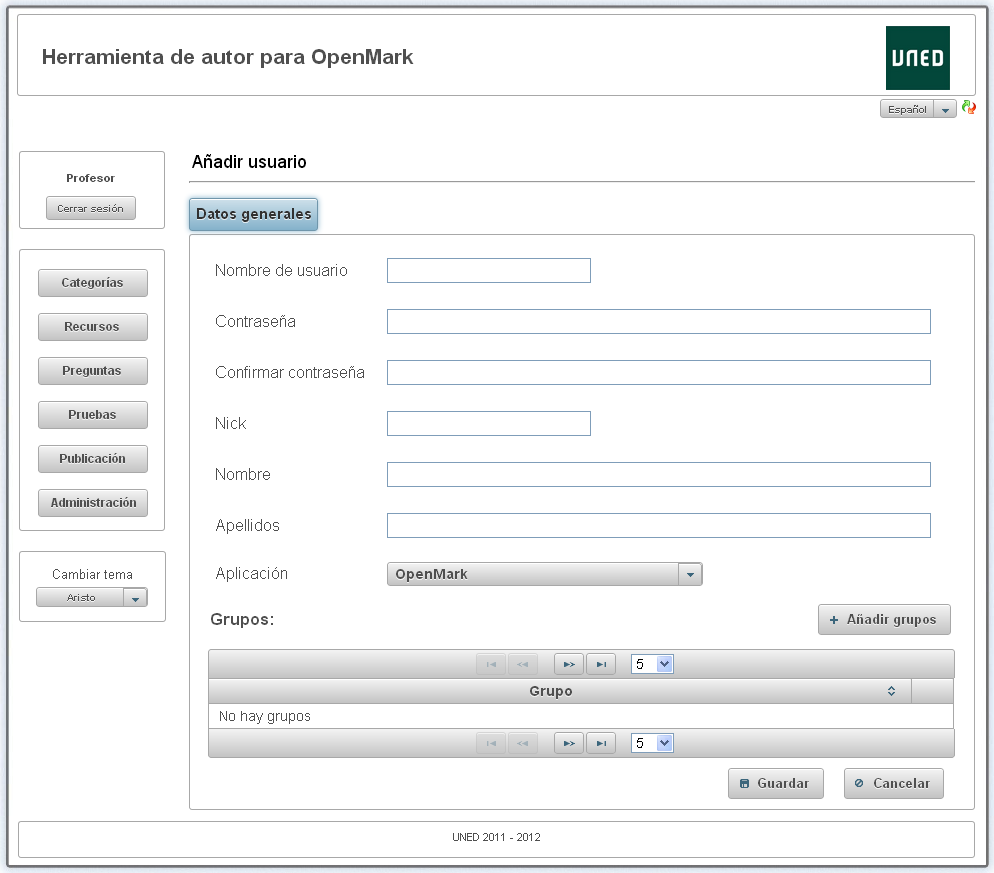 Herramienta de autor para OpenMark
UNED
Español
Profesor
Cerrar sesión
Categorías
Recursos
Preguntas
Pruebas
Publicación
Administración
Cambiar tema
Aristo
Añadir usuario
Datos generales
Nombre de usuario
Contraseña
Confirmar contraseña
Nick
Nombre
Apellidos
Aplicación OpenMark
Grupos: Añadir grupos
5
Grupo
No hay grupos
5
Guardar Cancelar
UNED 2011 - 2012